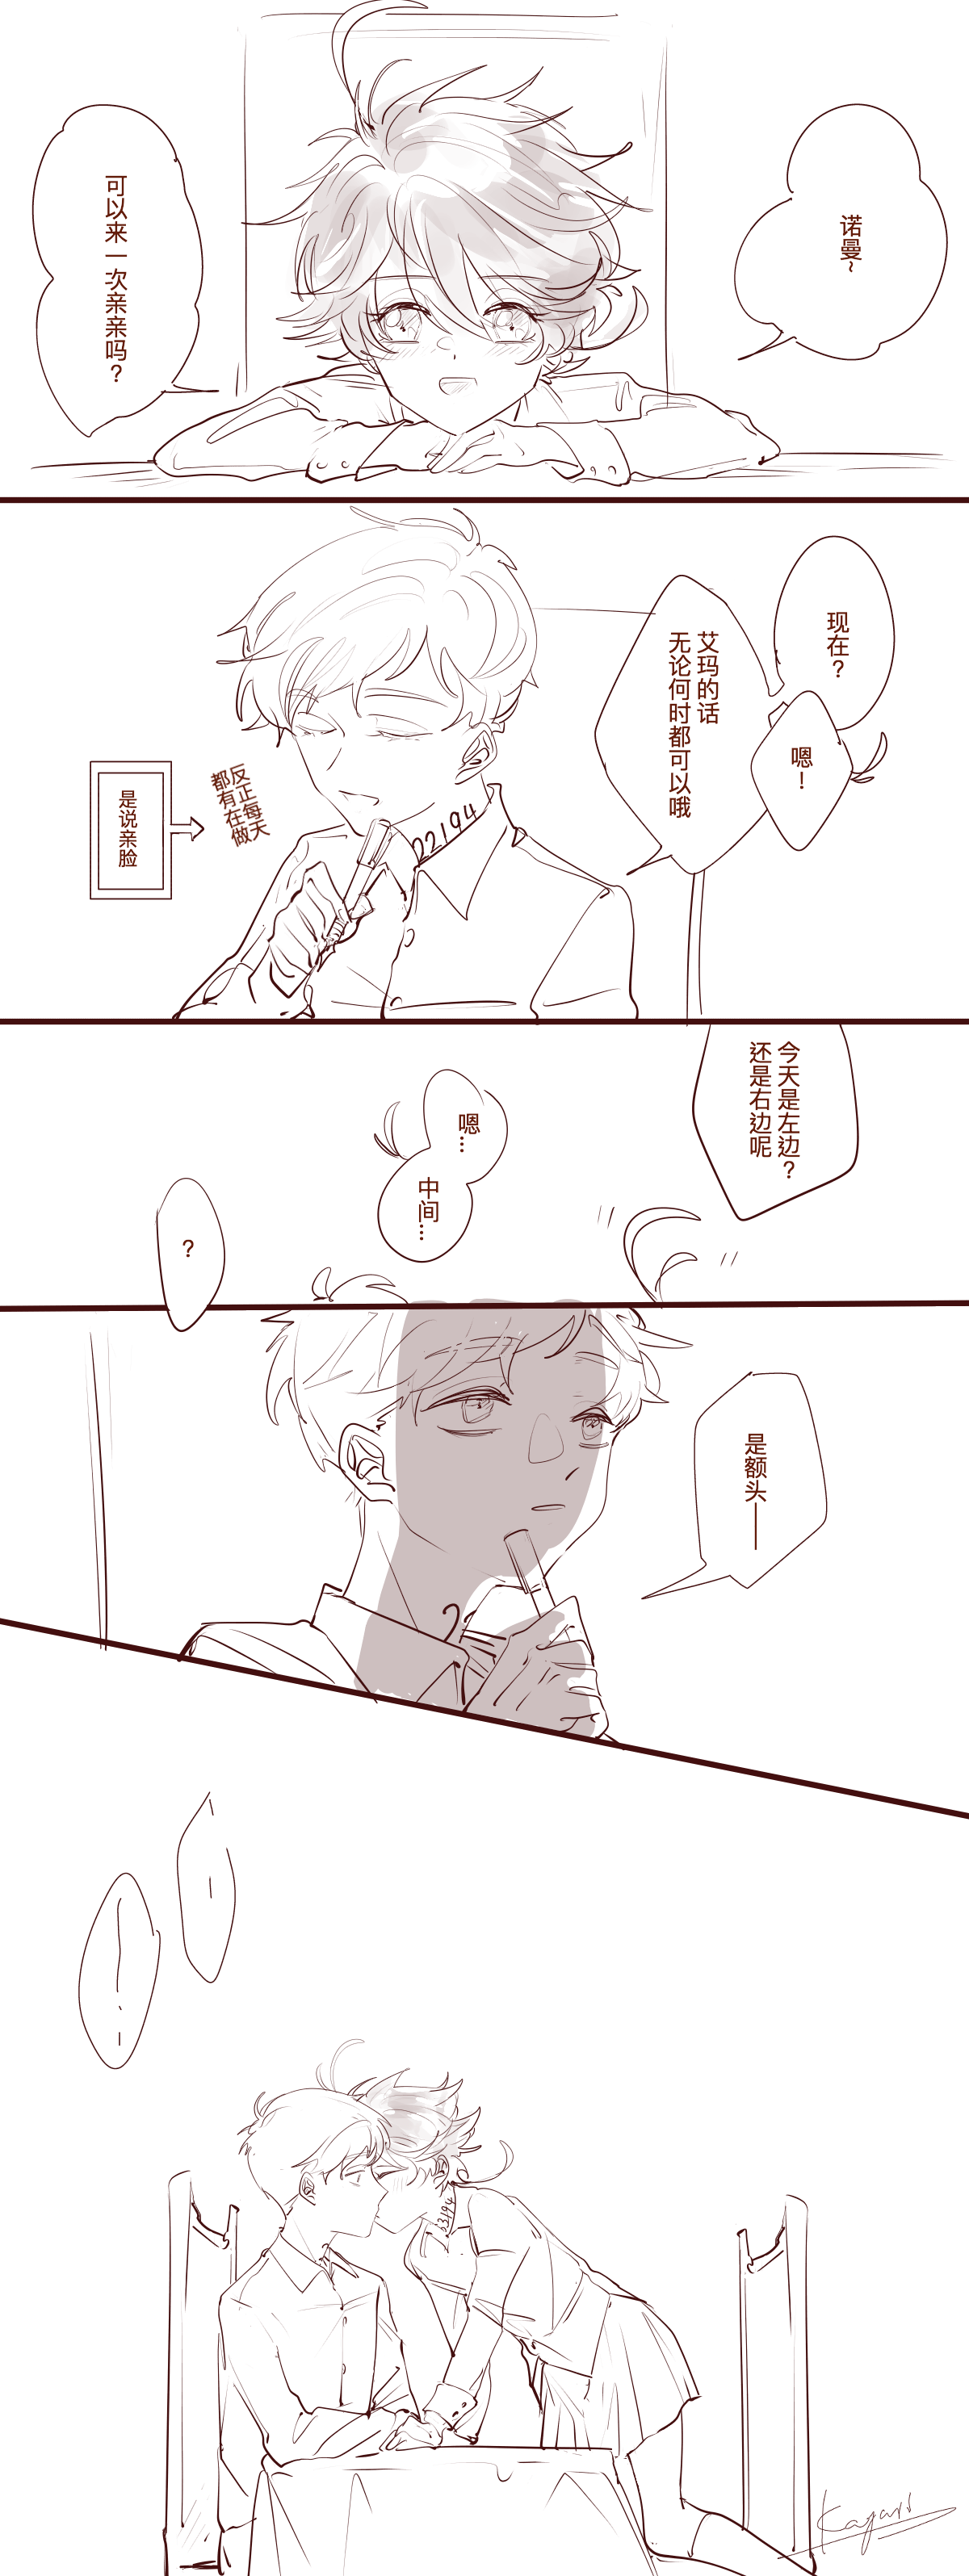 诺曼~
可以来一次亲亲吗？
现在？
嗯！
艾玛的话
无论何时都可以哦
22194
反正每天
都有在做
是说亲脸
今天是左边？
还是右边呢
嗯…
中间…
？
是额头——
2
63194
Kagari